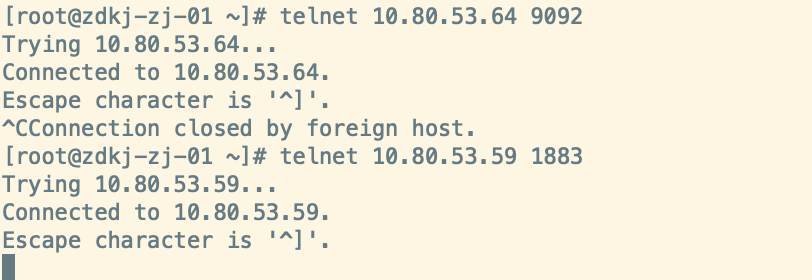 [root@zdkj-zj-01 ~]# telnet 10.80.53.64 9092
Trying 10.80.53.64...
Connected to 10.80.53.64.
Escape character is '^]'.
^CConnection closed by foreign host.
[root@zdkj-zj-01 ~]# telnet 10.80.53.59 1883
Trying 10.80.53.59...
Connected to 10.80.53.59.
Escape character is '^]'.